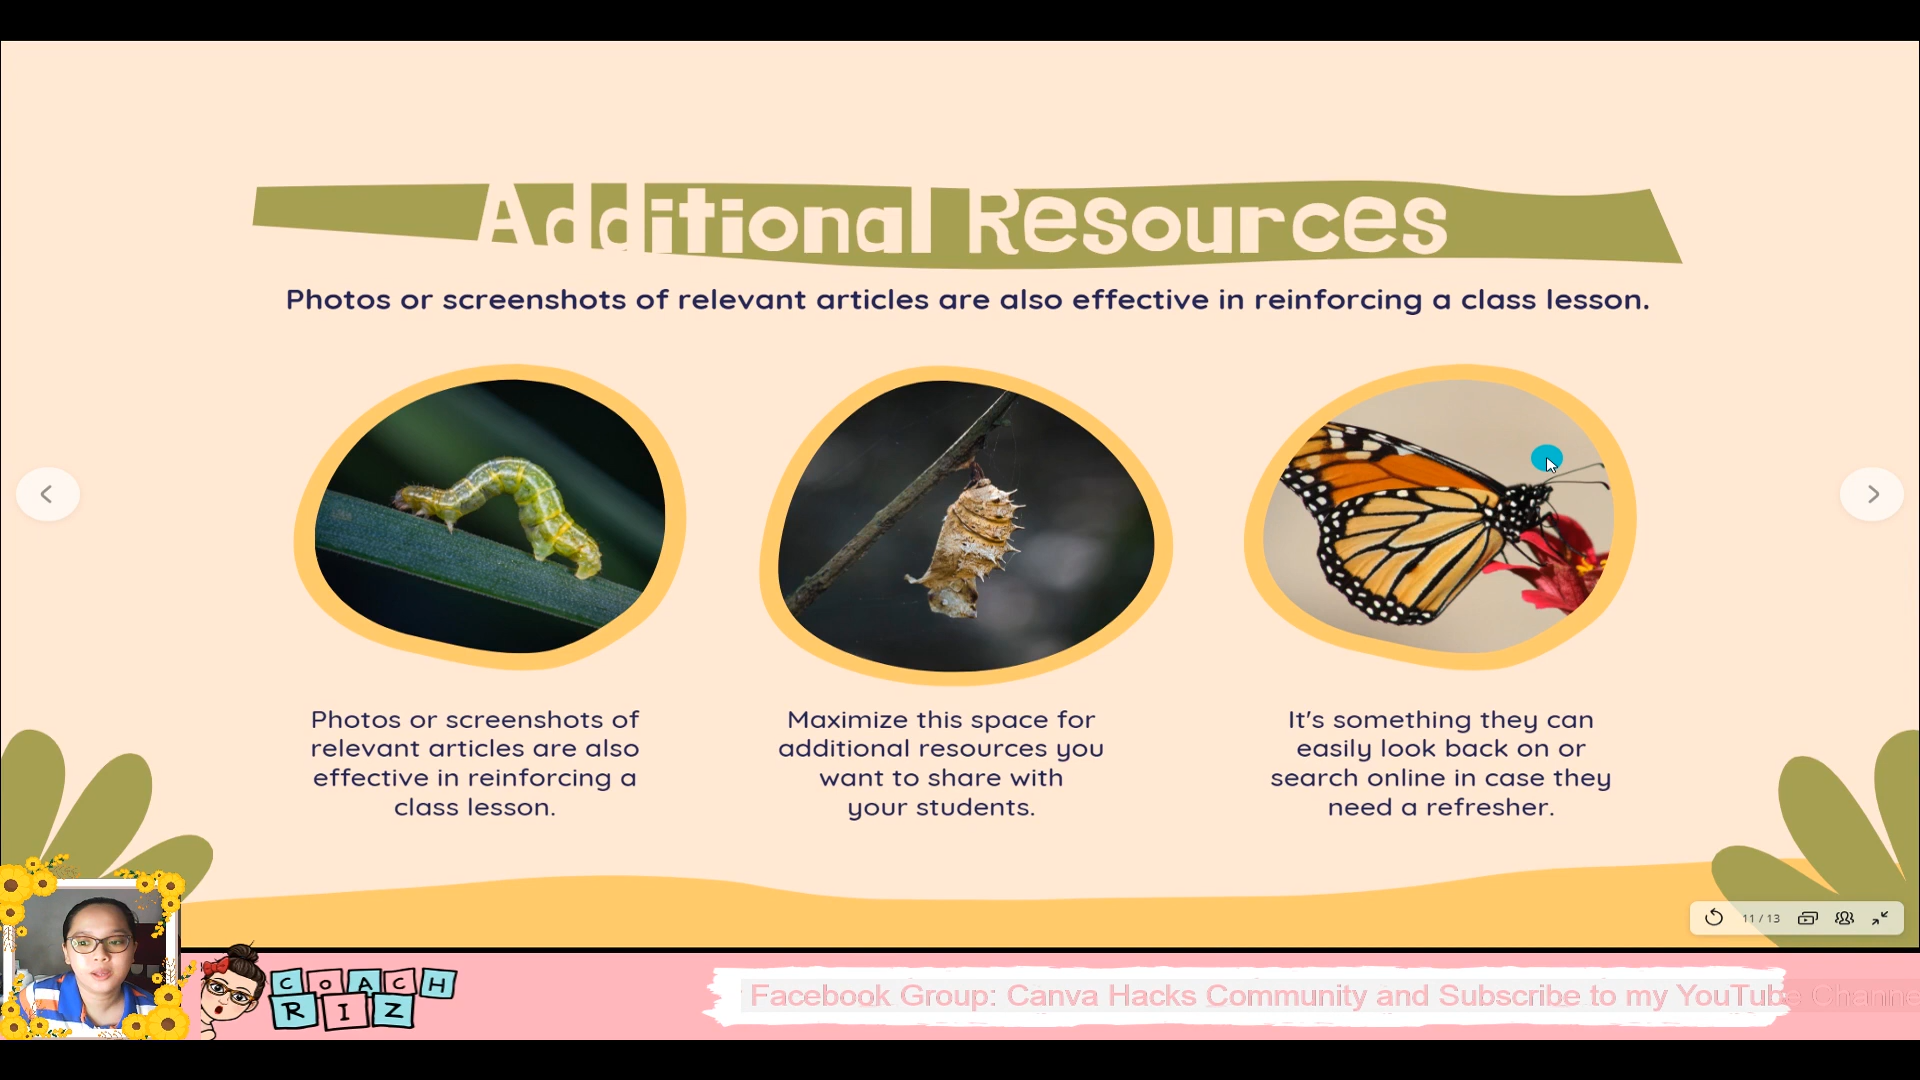 Additional Resources
Photos or screenshots of relevant articles are also effective in reinforcing a class lesson.
Photos or screenshots of
relevant articles are also
effective in reinforcing a
class lesson.
Maximize this space for
additional resources you
want to share with
your students.
It's something they can
easily look back on or
search online in case they
need a refresher.
11 / 13
COACH
RIZ
Facebook Group: Canva Hacks Community and Subscribe to my YouTube Channe